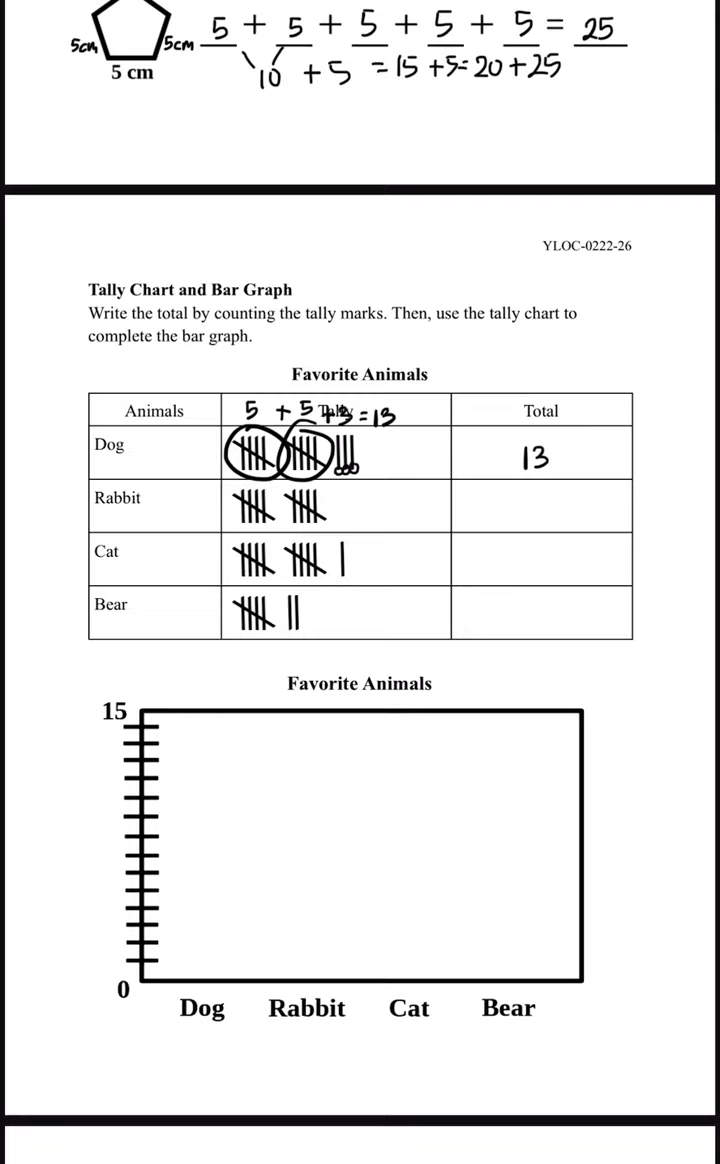 5cm 5cm 5 + 5 + 5 + 5 + 5 = 25
5 cm 10 + 5 = 15 + 5 = 20 + 25
YLOC-0222-26
Tally Chart and Bar Graph
Write the total by counting the tally marks. Then, use the tally chart to
complete the bar graph.
Favorite Animals
Animals Tally 5 + 5 + 3 = 13 Total
Dog 13
Rabbit
Cat
Bear
Favorite Animals
15
0
Dog Rabbit Cat Bear